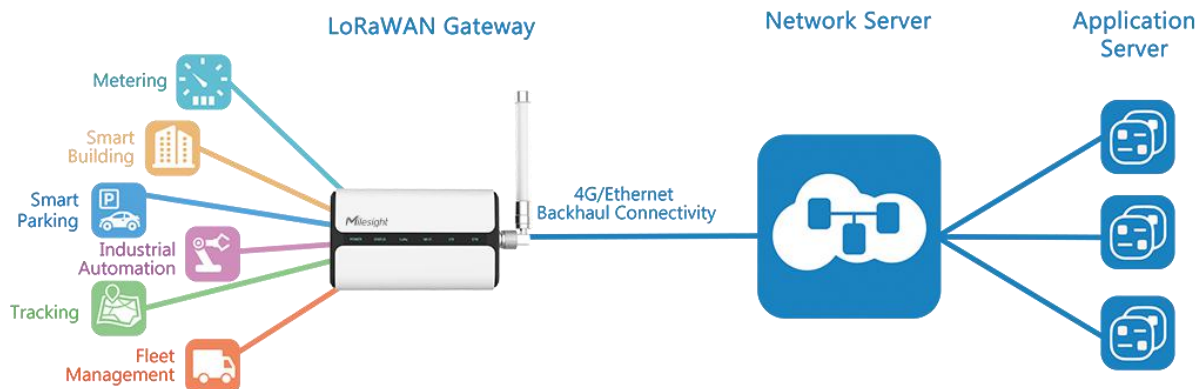 LoRaWAN Gateway
Network Server
Application
Server
Metering
Smart
Building
Smart
Parking
P
Industrial
Automation
Tracking
Fleet
Management
Milesight
4G/Ethernet
Backhaul Connectivity